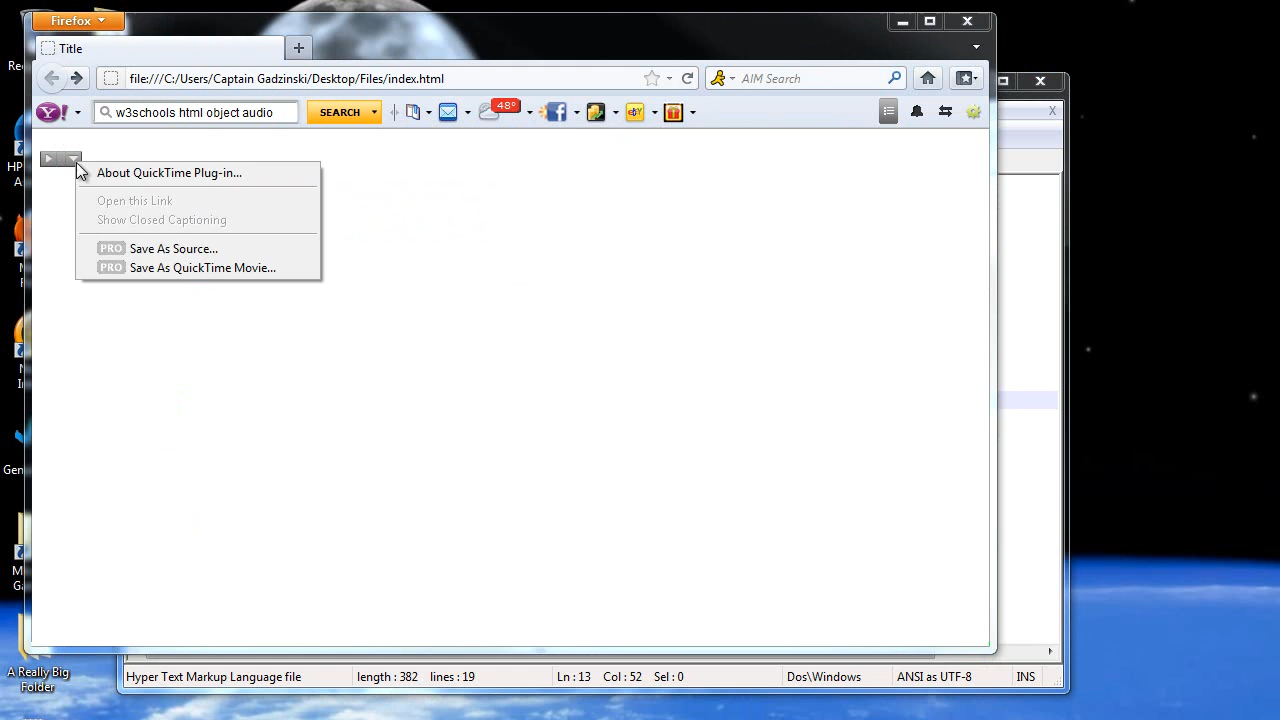 Firefox
Title
file:///C:/Users/Captain Gadzinski/Desktop/Files/index.html
AIM Search
Y!
w3schools html object audio
SEARCH
48°
X
About QuickTime Plug-in...
Open this Link
Show Closed Captioning
PRO Save As Source...
PRO Save As QuickTime Movie...
HP
A
Gen
M
Ga
A Really Big
Folder
Hyper Text Markup Language file
length : 382 lines : 19
Ln : 13 Col : 52 Sel : 0
Dos\Windows
ANSI as UTF-8
INS